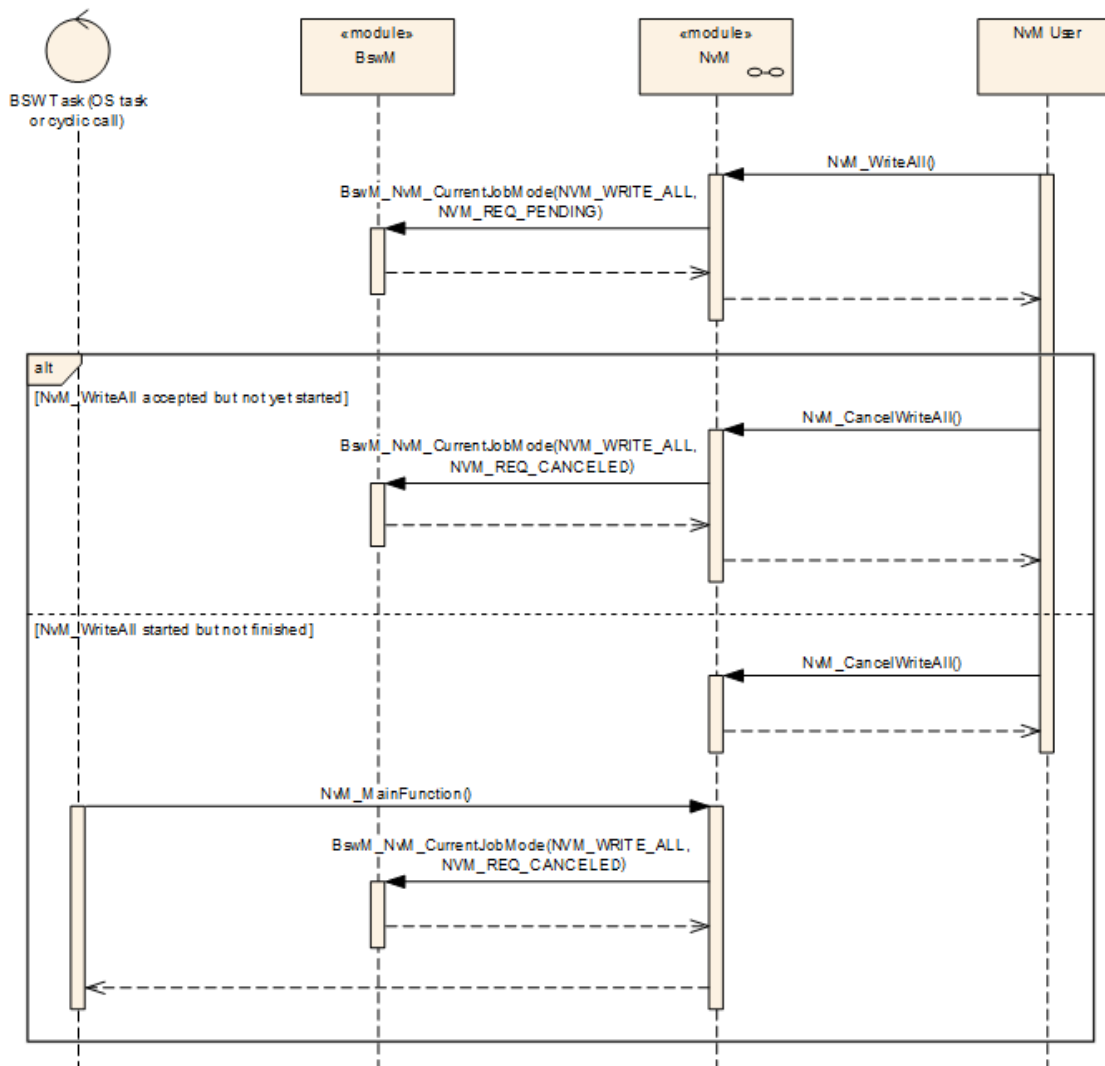 «module»
BswM
«module»
NvM
NvM User
BSW Task (OS task
or cyclic call)
NvM_WriteAll()
BswM_NvM_CurrentJobMode(NVM_WRITE_ALL,
NVM_REQ_PENDING)
alt
[NvM_WriteAll accepted but not yet started]
NvM_CancelWriteAll()
BswM_NvM_CurrentJobMode(NVM_WRITE_ALL,
NVM_REQ_CANCELED)
[NvM_WriteAll started but not finished]
NvM_CancelWriteAll()
NvM_MainFunction()
BswM_NvM_CurrentJobMode(NVM_WRITE_ALL,
NVM_REQ_CANCELED)